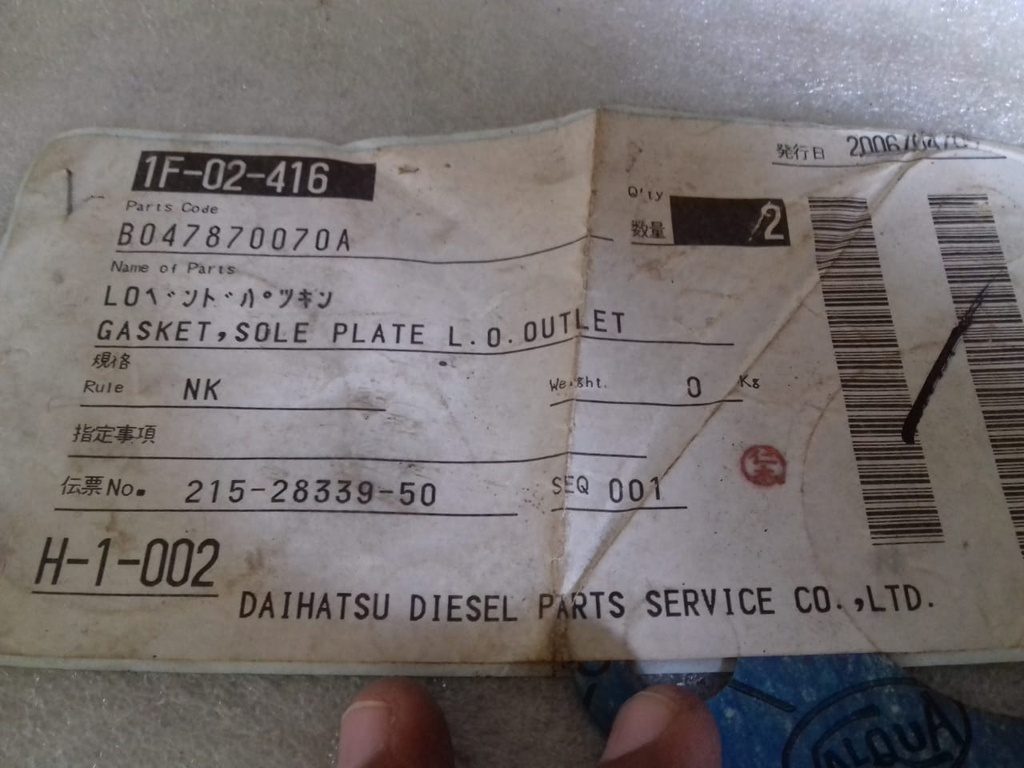 1F-02-416
発行日 2006/
Parts Code
Q'ty
数量 2
B047870070A
Name of Parts
LOベンドパツキン
GASKET,SOLE PLATE L.O.OUTLET
規格
Rule NK
Weight. 0 Kg
指定事項
伝票No. 215-28339-50
SEQ 001
H-1-002
DAIHATSU DIESEL PARTS SERVICE CO.,LTD.